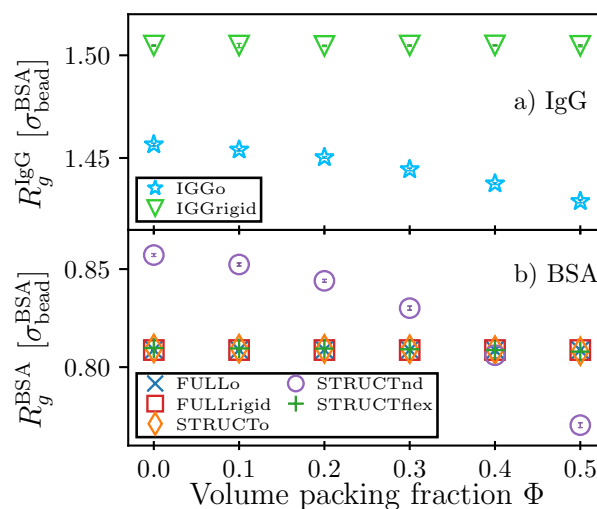 1.50
1.45
R_g^IgG [σ_bead^BSA]
a) IgG
IGGo
IGGrigid
0.85
0.80
R_g^BSA [σ_bead^BSA]
b) BSA
FULLo
FULLrigid
STRUCTo
STRUCTnd
STRUCTflex
0.0 0.1 0.2 0.3 0.4 0.5
Volume packing fraction Φ